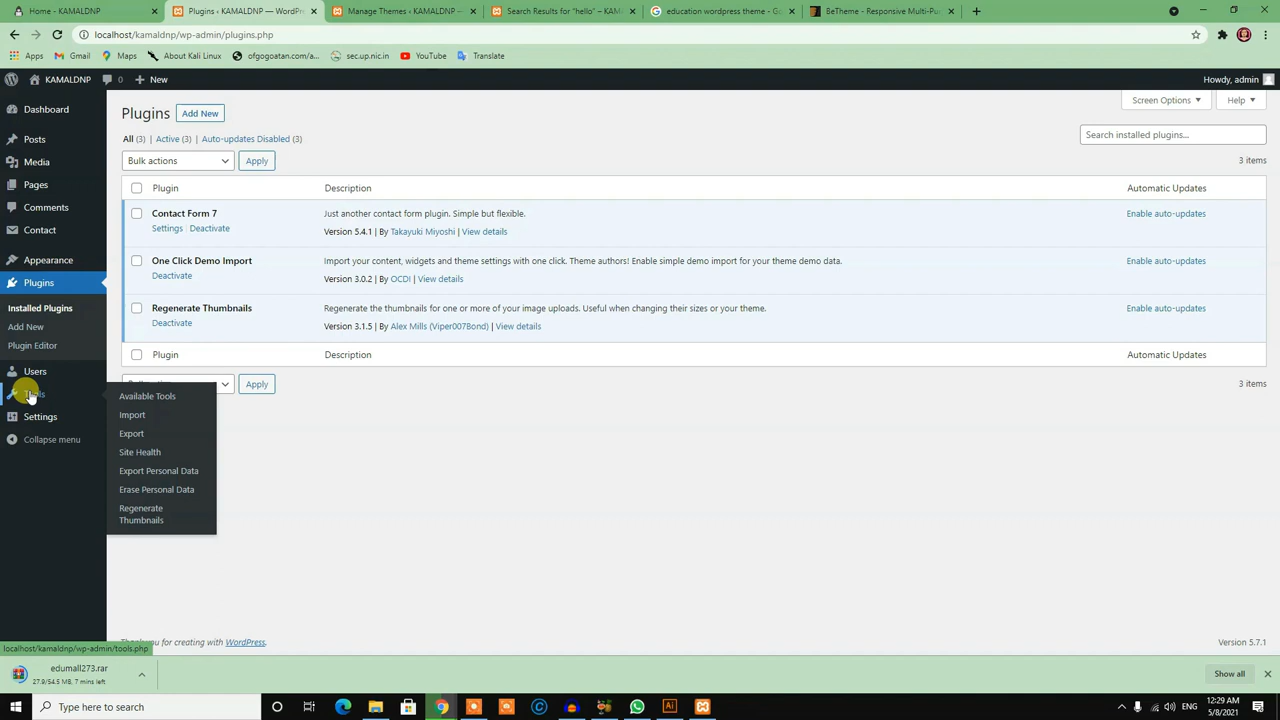 Home - KAMALDNP
Plugins ‹ KAMALDNP — WordPr
Manage Themes ‹ KAMALDNP —
Search Results for "hello" – KAM
education wordpress theme - Go
BeTheme - Responsive Multi-Pu
localhost/kamaldnp/wp-admin/plugins.php
Apps
Gmail
Maps
About Kali Linux
ofgogoatan.com/a...
sec.up.nic.in
YouTube
Translate
KAMALDNP
0
New
Howdy, admin
Dashboard
Posts
Media
Pages
Comments
Contact
Appearance
Plugins
Installed Plugins
Add New
Plugin Editor
Users
Tools
Settings
Collapse menu
Available Tools
Import
Export
Site Health
Export Personal Data
Erase Personal Data
Regenerate
Thumbnails
Plugins Add New
Screen Options
Help
All (3) | Active (3) | Auto-updates Disabled (3)
Search installed plugins...
Bulk actions
Apply
3 items
Plugin
Description
Automatic Updates
Contact Form 7
Settings | Deactivate
Just another contact form plugin. Simple but flexible.
Version 5.4.1 | By Takayuki Miyoshi | View details
Enable auto-updates
One Click Demo Import
Deactivate
Import your content, widgets and theme settings with one click. Theme authors! Enable simple demo import for your theme demo data.
Version 3.0.2 | By OCDI | View details
Enable auto-updates
Regenerate Thumbnails
Deactivate
Regenerate the thumbnails for one or more of your image uploads. Useful when changing their sizes or your theme.
Version 3.1.5 | By Alex Mills (Viper007Bond) | View details
Enable auto-updates
Plugin
Description
Automatic Updates
Apply
3 items
Thank you for creating with WordPress.
Version 5.7.1
localhost/kamaldnp/wp-admin/tools.php
edumall273.rar
27.9/54.5 MB, 7 mins left
Show all
Type here to search
12:29 AM
5/8/2021